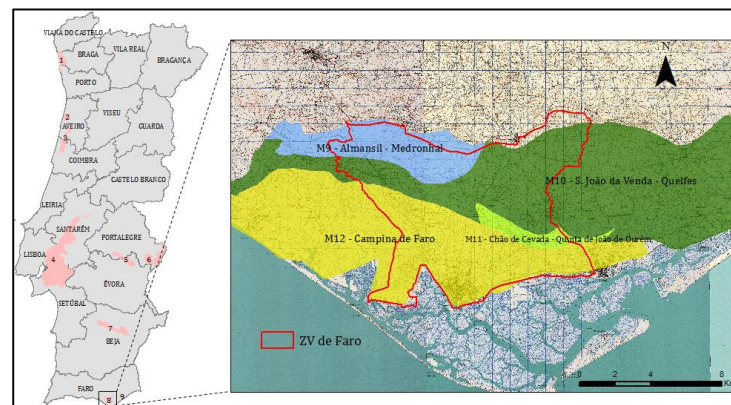 VIANA DO CASTELO
BRAGA
VILA REAL
BRAGANÇA
1
PORTO
2
AVEIRO
VISEU
GUARDA
3
COIMBRA
CASTELO BRANCO
LEIRIA
SANTARÉM
PORTALEGRE
LISBOA
4
5
6
ÉVORA
SETÚBAL
7
BEJA
FARO
8
9
N
M9 - Almansil - Medronhal
M10 - S. João da Venda - Quelfes
M12 - Campina de Faro
M11 - Chão de Cevada - Quinta de João de Ourém
ZV de Faro
0 2 4 8